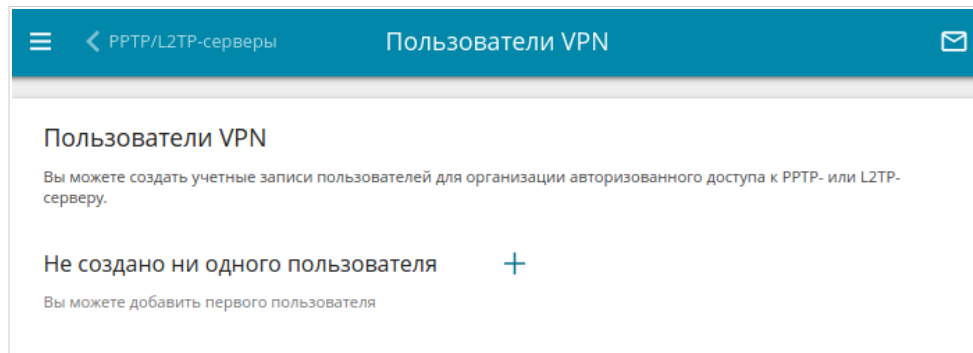 PPTP/L2TP-серверы
Пользователи VPN
Пользователи VPN
Вы можете создать учетные записи пользователей для организации авторизованного доступа к PPTP- или L2TP-
серверу.
Не создано ни одного пользователя
Вы можете добавить первого пользователя